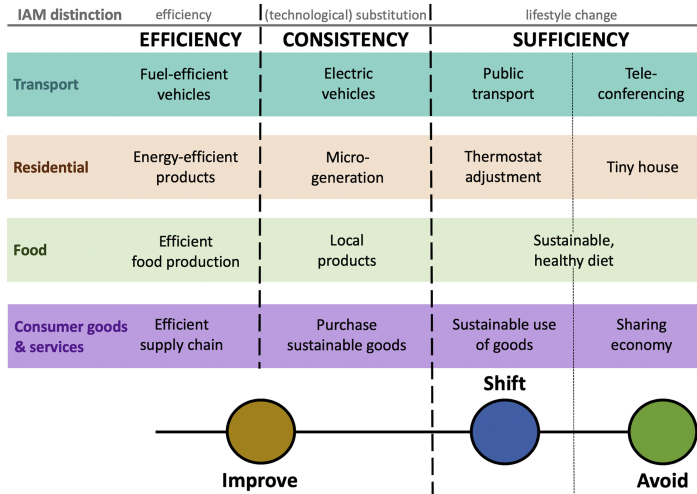 IAM distinction efficiency (technological) substitution lifestyle change
EFFICIENCY CONSISTENCY SUFFICIENCY
Transport
Fuel-efficient
vehicles
Electric
vehicles
Public
transport
Tele-
conferencing
Residential
Energy-efficient
products
Micro-
generation
Thermostat
adjustment
Tiny house
Food
Efficient
food production
Local
products
Sustainable,
healthy diet
Consumer goods
& services
Efficient
supply chain
Purchase
sustainable goods
Sustainable use
of goods
Sharing
economy
Shift
Improve
Avoid